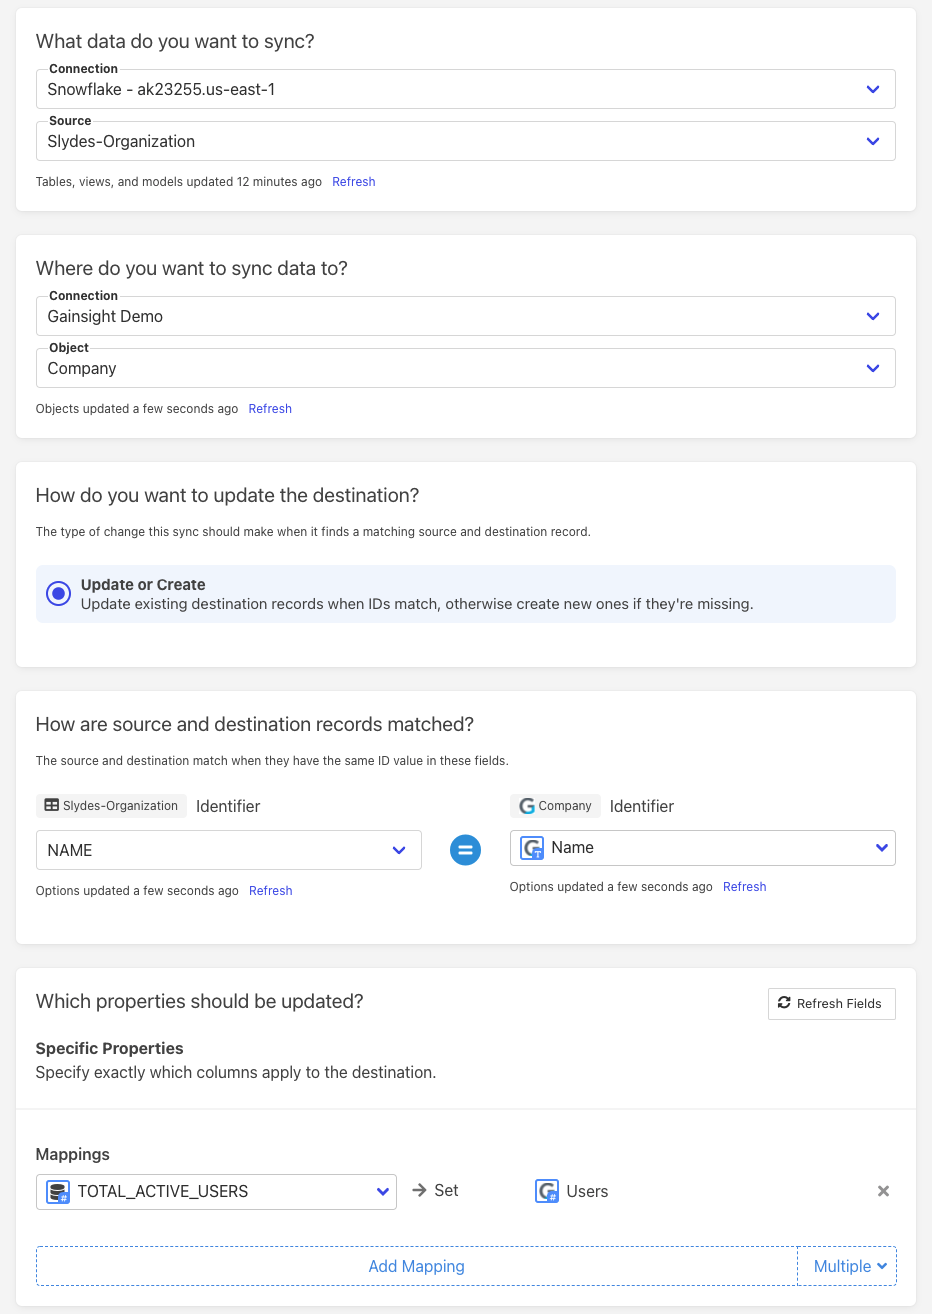 What data do you want to sync?
Connection
Snowflake - ak23255.us-east-1
Source
Slydes-Organization
Tables, views, and models updated 12 minutes ago Refresh
Where do you want to sync data to?
Connection
Gainsight Demo
Object
Company
Objects updated a few seconds ago Refresh
How do you want to update the destination?
The type of change this sync should make when it finds a matching source and destination record.
Update or Create
Update existing destination records when IDs match, otherwise create new ones if they're missing.
How are source and destination records matched?
The source and destination match when they have the same ID value in these fields.
Slydes-Organization Identifier
NAME
Options updated a few seconds ago Refresh
Company Identifier
Name
Options updated a few seconds ago Refresh
Which properties should be updated?
Refresh Fields
Specific Properties
Specify exactly which columns apply to the destination.
Mappings
TOTAL_ACTIVE_USERS → Set Users
Add Mapping
Multiple